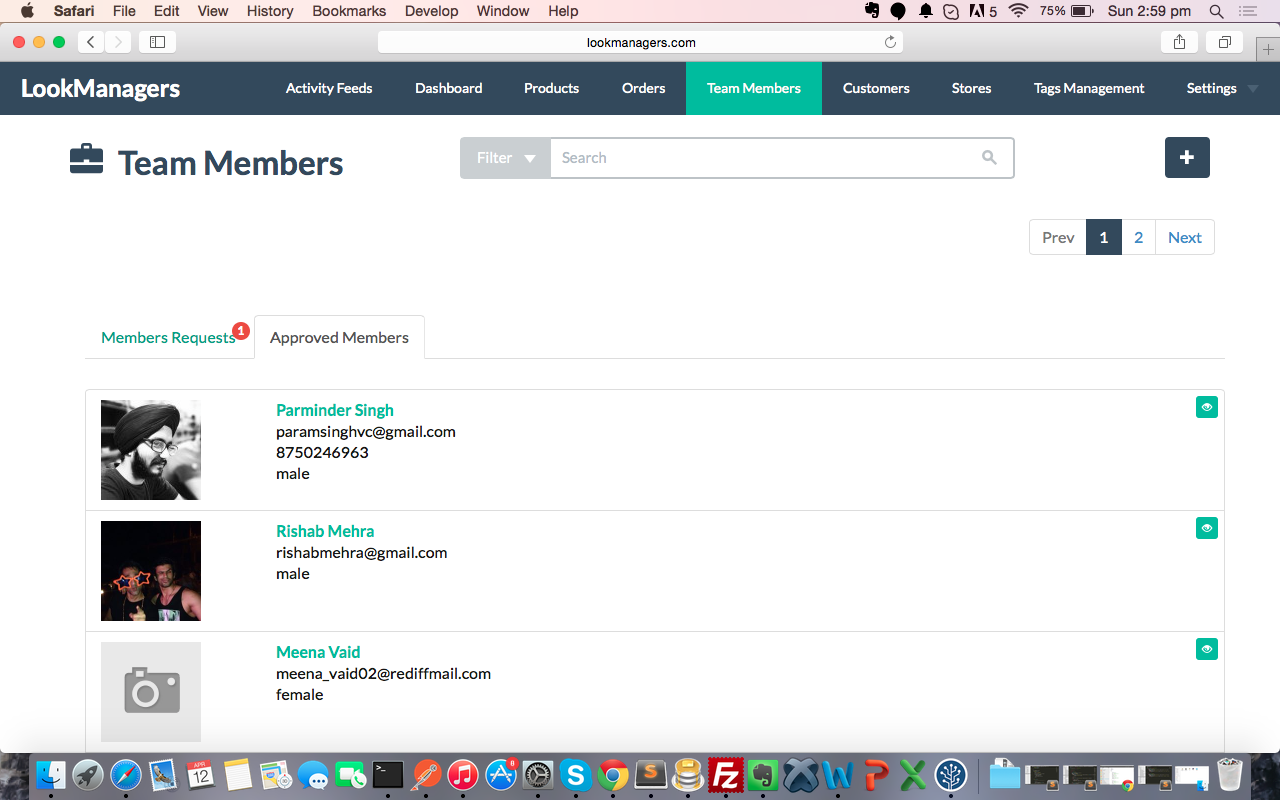 Safari File Edit View History Bookmarks Develop Window Help 5 75% Sun 2:59 pm
lookmanagers.com
LookManagers Activity Feeds Dashboard Products Orders Team Members Customers Stores Tags Management Settings
Team Members Filter Search
Prev 1 2 Next
Members Requests 1 Approved Members
Parminder Singh
paramsinghvc@gmail.com
8750246963
male
Rishab Mehra
rishabmehra@gmail.com
male
Meena Vaid
meena_vaid02@rediffmail.com
female
APR
12
8